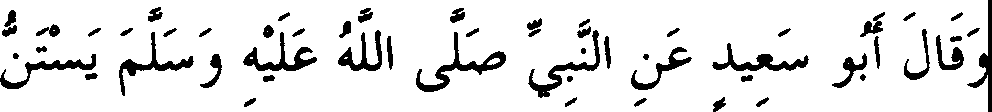 وَقَالَ أَبُو سَعِيدٍ عَنِ النَّبِيِّ صَلَّى اللَّهُ عَلَيْهِ وَسَلَّمَ يَسْتَنُّ